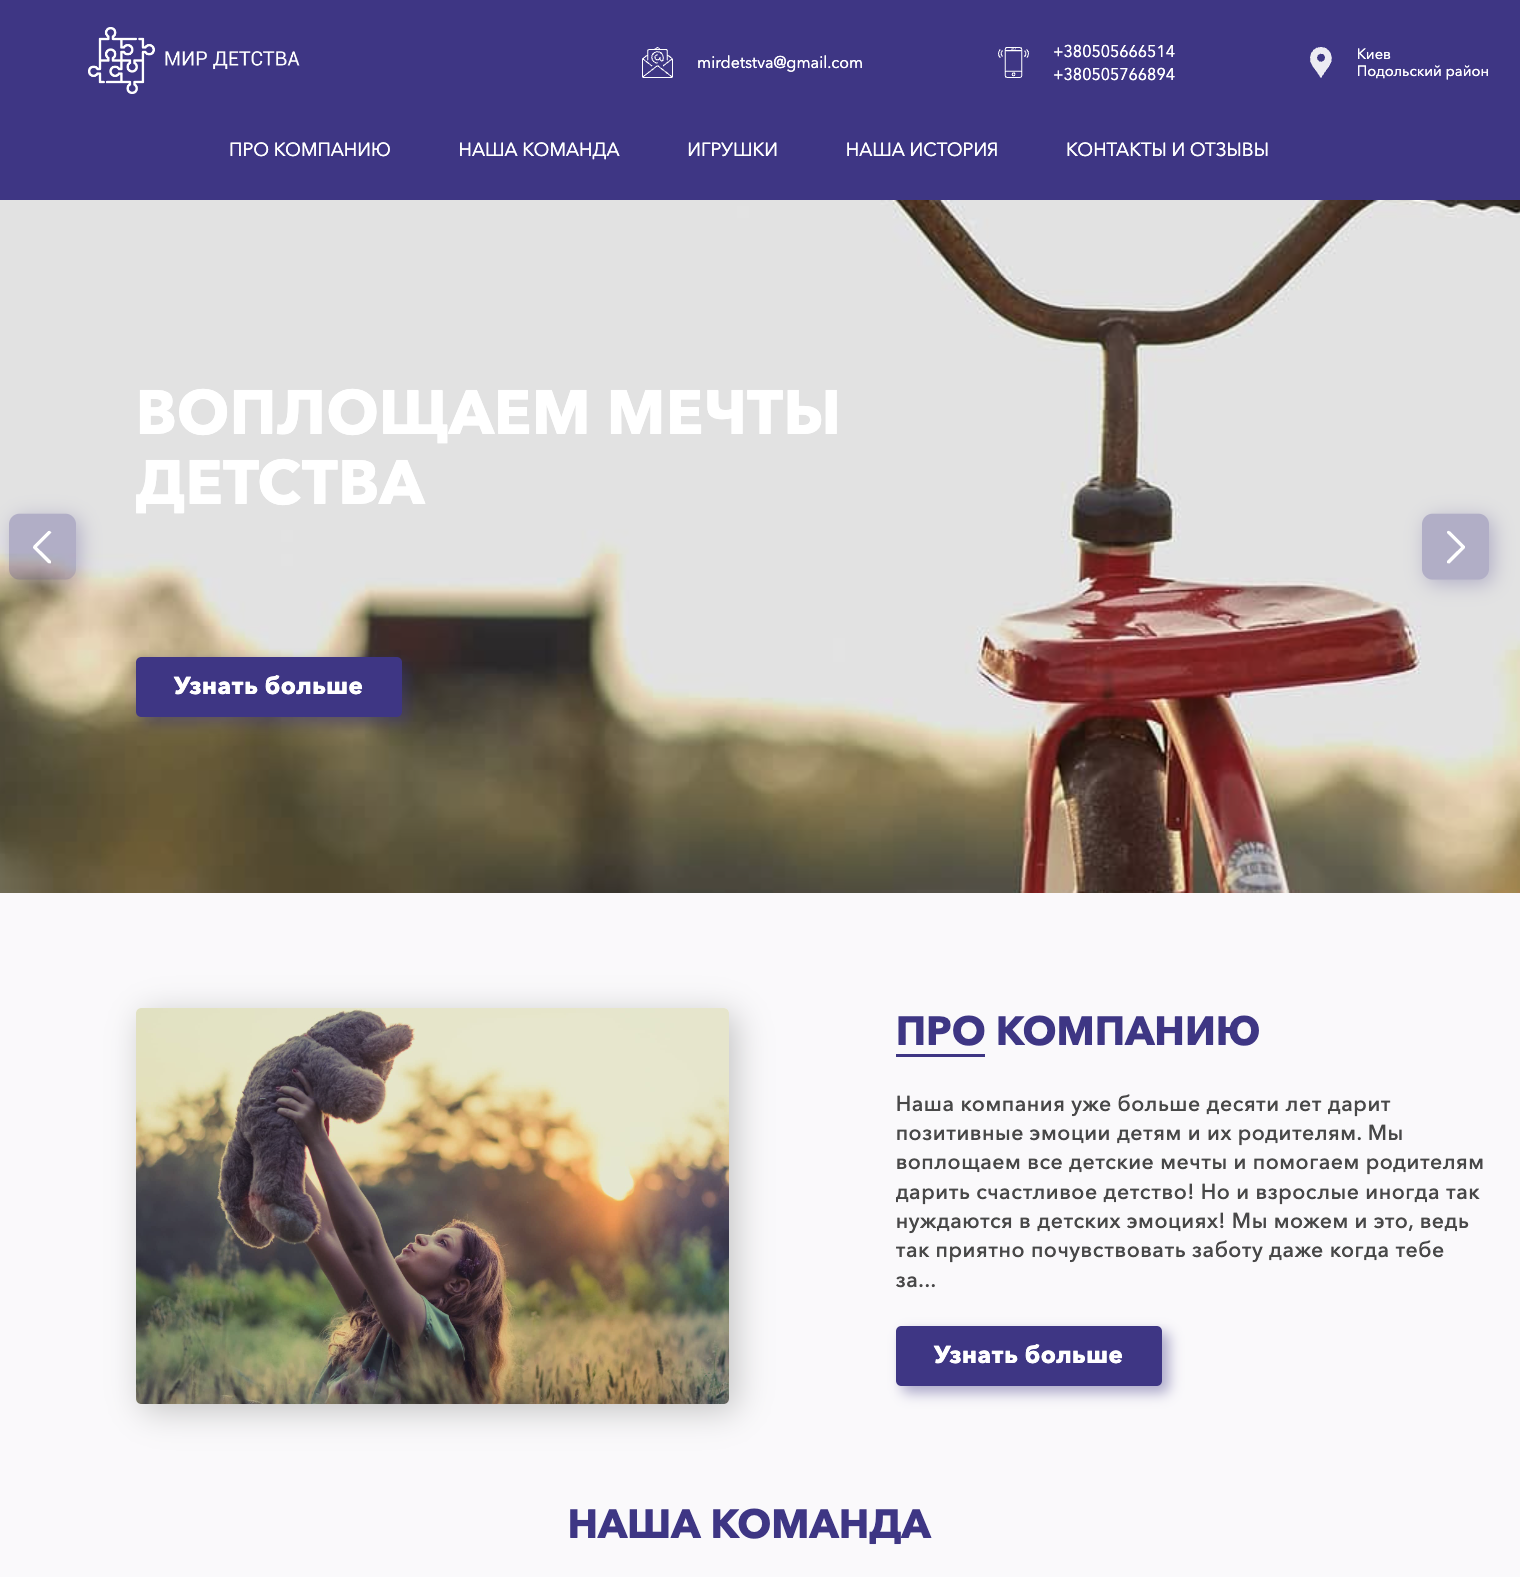 МИР ДЕТСТВА
mirdetstva@gmail.com
+380505666514
+380505766894
Киев
Подольский район
ПРО КОМПАНИЮ
НАША КОМАНДА
ИГРУШКИ
НАША ИСТОРИЯ
КОНТАКТЫ И ОТЗЫВЫ
ВОПЛОЩАЕМ МЕЧТЫ
ДЕТСТВА
Узнать больше
ПРО КОМПАНИЮ
Наша компания уже больше десяти лет дарит
позитивные эмоции детям и их родителям. Мы
воплощаем все детские мечты и помогаем родителям
дарить счастливое детство! Но и взрослые иногда так
нуждаются в детских эмоциях! Мы можем и это, ведь
так приятно почувствовать заботу даже когда тебе
за...
Узнать больше
НАША КОМАНДА